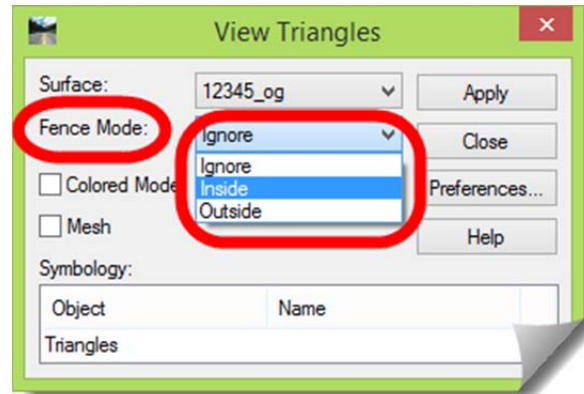 View Triangles
Surface: 12345_og Apply
Fence Mode: Ignore Close
Ignore
Colored Mode Inside Preferences...
Outside
Mesh Help
Symbology:
Object Name
Triangles